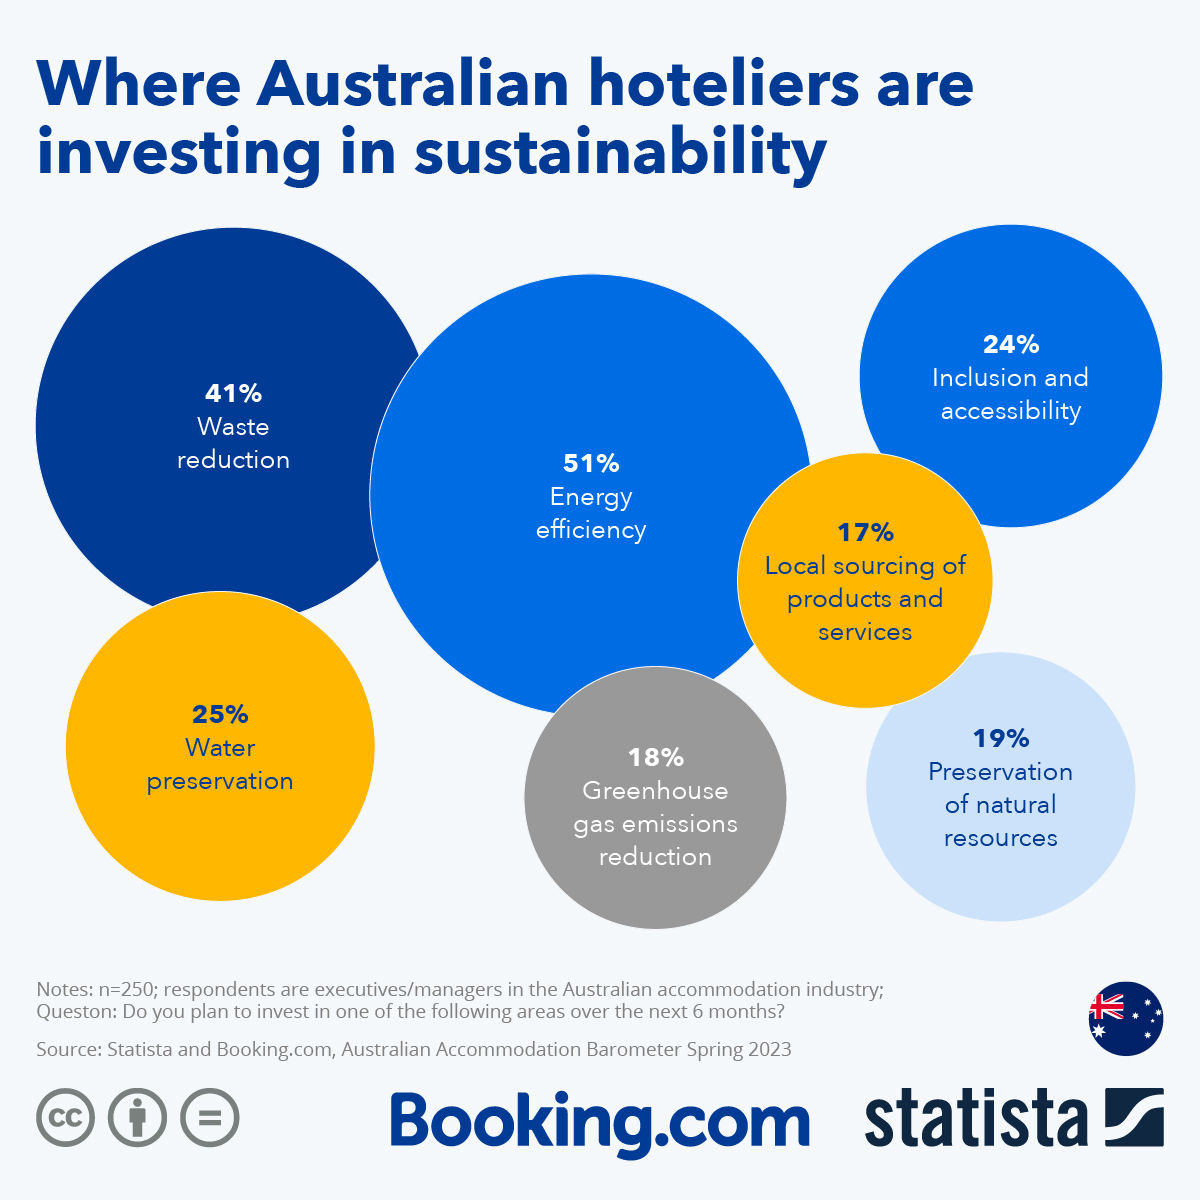 Where Australian hoteliers are
investing in sustainability
41%
Waste
reduction
51%
Energy
efficiency
24%
Inclusion and
accessibility
17%
Local sourcing of
products and
services
25%
Water
preservation
18%
Greenhouse
gas emissions
reduction
19%
Preservation
of natural
resources
Notes: n=250; respondents are executives/managers in the Australian accommodation industry;
Queston: Do you plan to invest in one of the following areas over the next 6 months?
Source: Statista and Booking.com, Australian Accommodation Barometer Spring 2023
cc
Booking.com
statista